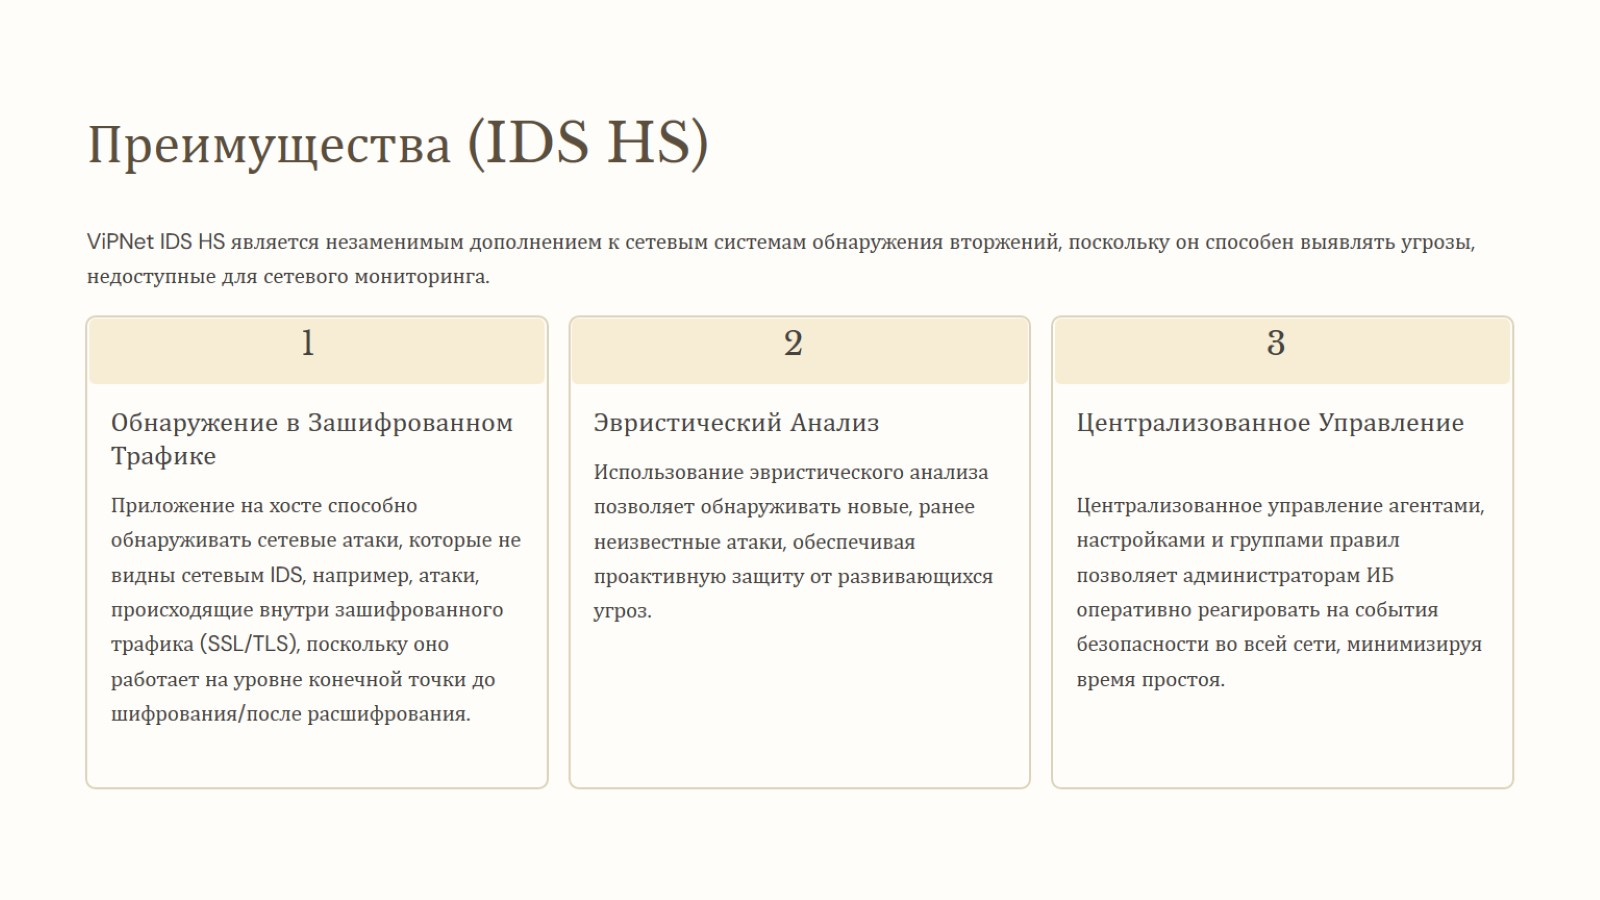 Преимущества (IDS HS)
ViPNet IDS HS является незаменимым дополнением к сетевым системам обнаружения вторжений, поскольку он способен выявлять угрозы,
недоступные для сетевого мониторинга.
1
Обнаружение в Зашифрованном
Трафике
Приложение на хосте способно
обнаруживать сетевые атаки, которые не
видны сетевым IDS, например, атаки,
происходящие внутри зашифрованного
трафика (SSL/TLS), поскольку оно
работает на уровне конечной точки до
шифрования/после расшифрования.
2
Эвристический Анализ
Использование эвристического анализа
позволяет обнаруживать новые, ранее
неизвестные атаки, обеспечивая
проактивную защиту от развивающихся
угроз.
3
Централизованное Управление
Централизованное управление агентами,
настройками и группами правил
позволяет администраторам ИБ
оперативно реагировать на события
безопасности во всей сети, минимизируя
время простоя.